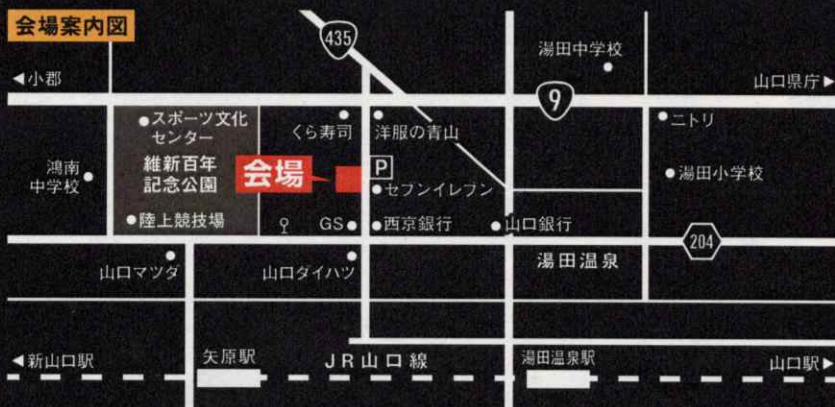 会場案内図
435
湯田中学校
◀小郡
山口県庁▶
9
スポーツ文化
センター
くら寿司
洋服の青山
ニトリ
維新百年
記念公園
会場
P
鴻南
中学校
セブンイレブン
湯田小学校
陸上競技場
GS
西京銀行
山口銀行
204
山口マツダ
山口ダイハツ
湯田温泉
◀新山口駅
矢原駅
JR山口線
湯田温泉駅
山口駅▶